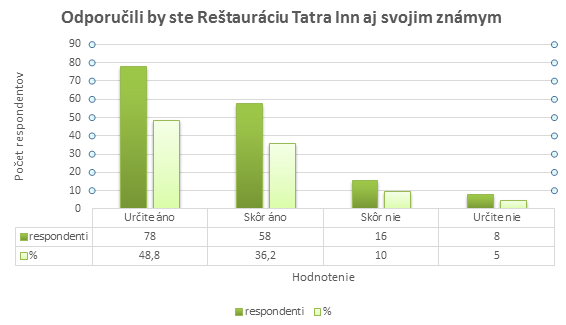 Odporučili by ste Reštauráciu Tatra Inn aj svojim známym
Počet respondentov
90
80
70
60
50
40
30
20
10
0
Určite áno Skôr áno Skôr nie Určite nie
respondenti 78 58 16 8
% 48,8 36,2 10 5
Hodnotenie
respondenti %